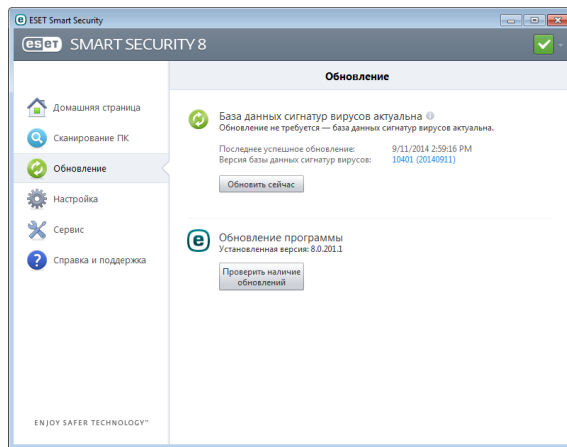 ESET Smart Security
eset SMART SECURITY 8
Обновление
Домашняя страница
Сканирование ПК
Обновление
Настройка
Сервис
Справка и поддержка
База данных сигнатур вирусов актуальна
Обновление не требуется — база данных сигнатур вирусов актуальна.
Последнее успешное обновление: 9/11/2014 2:59:16 PM
Версия базы данных сигнатур вирусов: 10401 (20140911)
Обновить сейчас
e
Обновление программы
Установленная версия: 8.0.201.1
Проверить наличие
обновлений
ENJOY SAFER TECHNOLOGY™